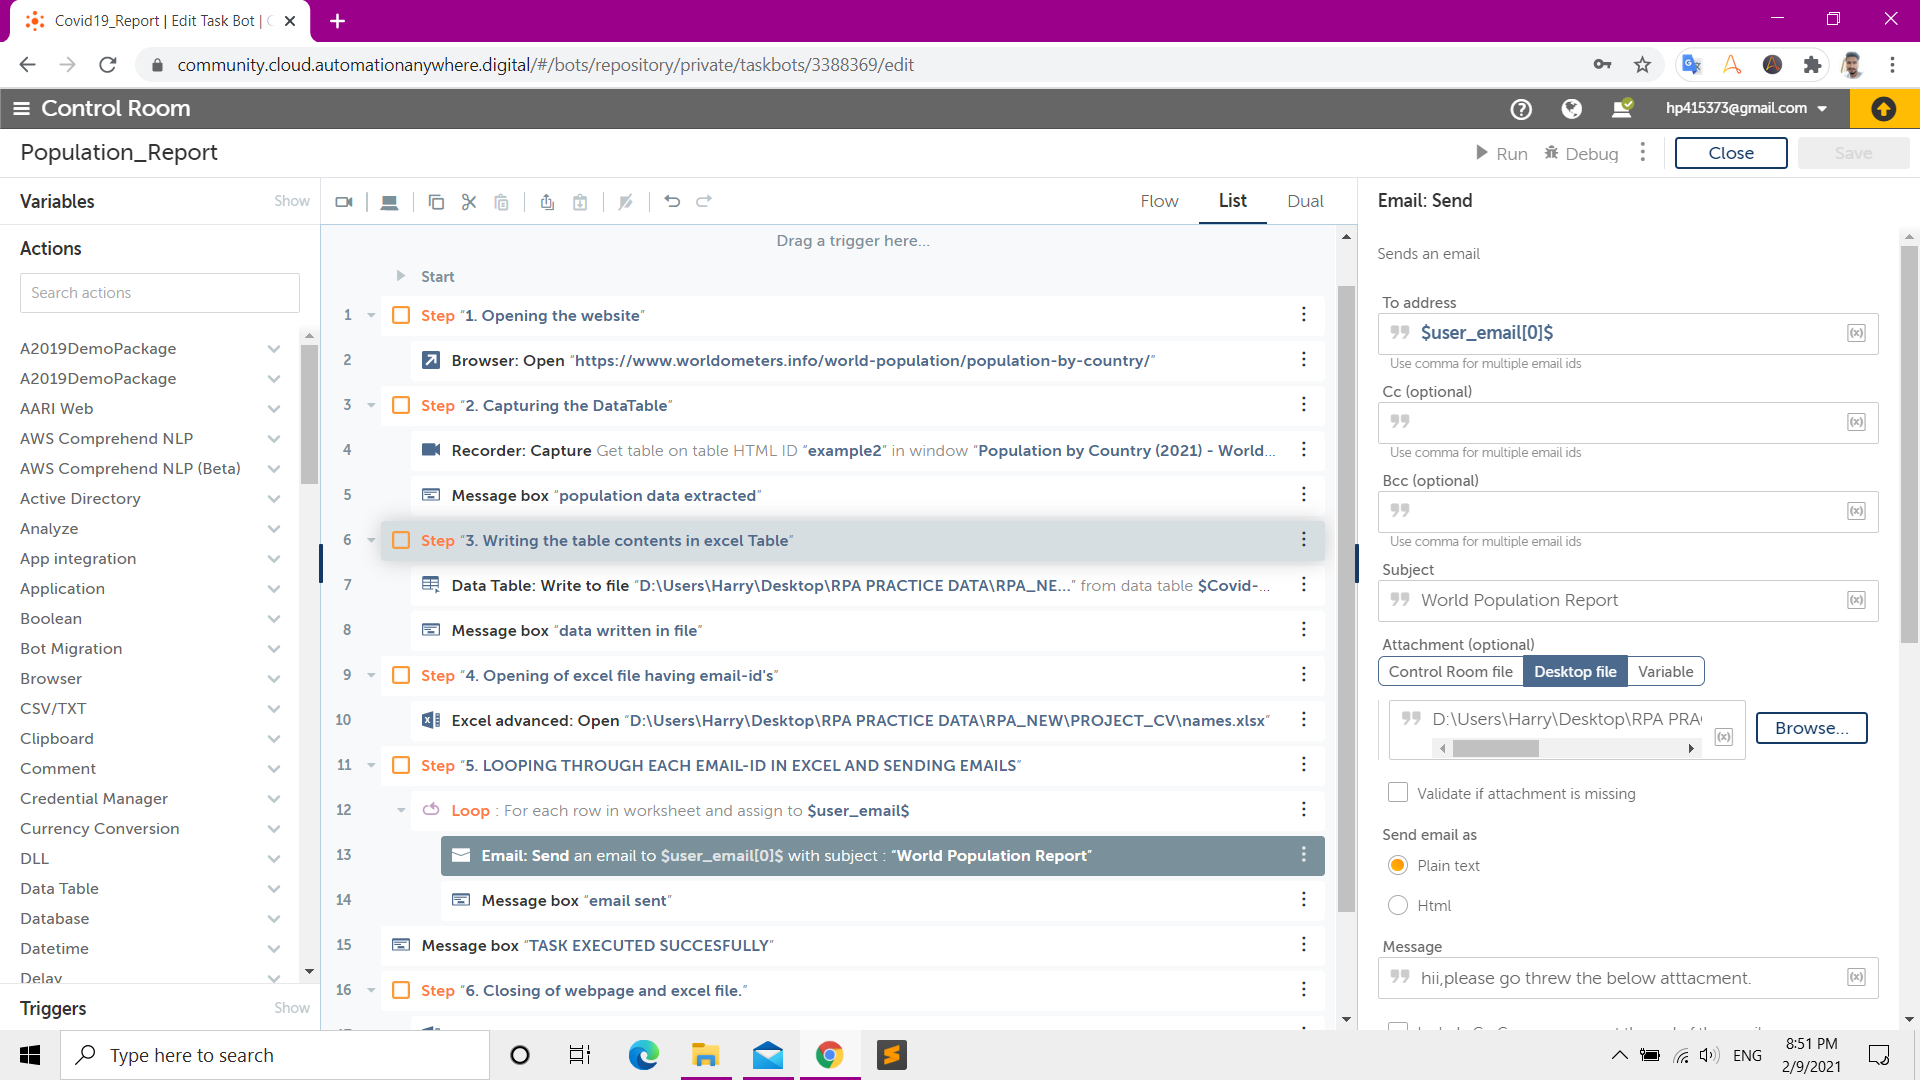 Covid19_Report | Edit Task Bot |
community.cloud.automationanywhere.digital/#/bots/repository/private/taskbots/3388369/edit
Control Room
hp415373@gmail.com
Population_Report
Run
Debug
Close
Save
Variables
Show
Flow
List
Dual
Email: Send
Actions
Search actions
A2019DemoPackage
A2019DemoPackage
AARI Web
AWS Comprehend NLP
AWS Comprehend NLP (Beta)
Active Directory
Analyze
App integration
Application
Boolean
Bot Migration
Browser
CSV/TXT
Clipboard
Comment
Credential Manager
Currency Conversion
DLL
Data Table
Database
Datetime
Delay
Triggers
Show
Drag a trigger here...
Start
1 Step "1. Opening the website"
2 Browser: Open "https://www.worldometers.info/world-population/population-by-country/"
3 Step "2. Capturing the DataTable"
4 Recorder: Capture Get table on table HTML ID "example2" in window "Population by Country (2021) - World...
5 Message box "population data extracted"
6 Step "3. Writing the table contents in excel Table"
7 Data Table: Write to file "D:\Users\Harry\Desktop\RPA PRACTICE DATA\RPA_NE..." from data table $Covid-...
8 Message box "data written in file"
9 Step "4. Opening of excel file having email-id's"
10 Excel advanced: Open "D:\Users\Harry\Desktop\RPA PRACTICE DATA\RPA_NEW\PROJECT_CV\names.xlsx"
11 Step "5. LOOPING THROUGH EACH EMAIL-ID IN EXCEL AND SENDING EMAILS"
12 Loop : For each row in worksheet and assign to $user_email$
13 Email: Send an email to $user_email[0]$ with subject : "World Population Report"
14 Message box "email sent"
15 Message box "TASK EXECUTED SUCCESFULLY"
16 Step "6. Closing of webpage and excel file."
Sends an email
To address
$user_email[0]$
Use comma for multiple email ids
Cc (optional)
Use comma for multiple email ids
Bcc (optional)
Use comma for multiple email ids
Subject
World Population Report
Attachment (optional)
Control Room file
Desktop file
Variable
D:\Users\Harry\Desktop\RPA PRA
Browse...
Validate if attachment is missing
Send email as
Plain text
Html
Message
hii,please go threw the below atttacment.
Type here to search
ENG
8:51 PM
2/9/2021